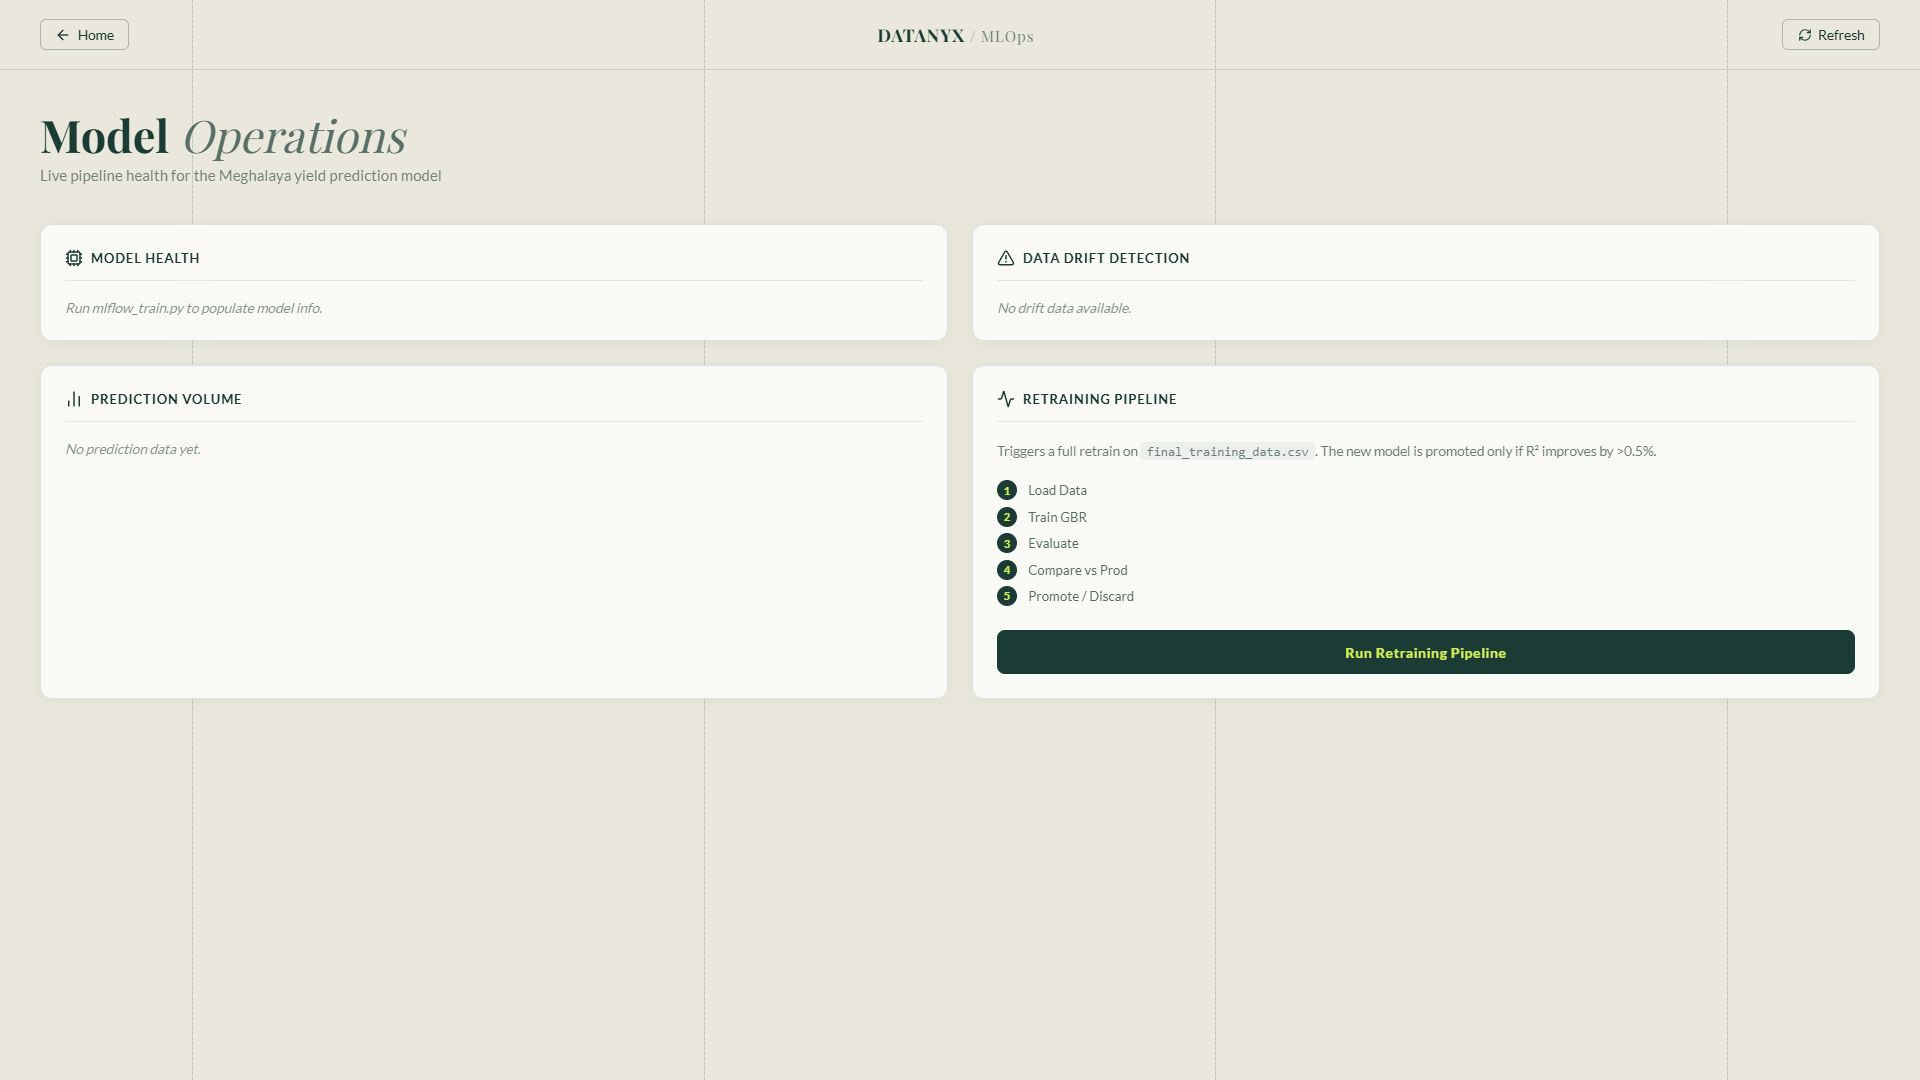 Home
DATANYX / MLOps
Refresh
Model Operations
Live pipeline health for the Meghalaya yield prediction model
MODEL HEALTH
Run mlflow_train.py to populate model info.
DATA DRIFT DETECTION
No drift data available.
PREDICTION VOLUME
No prediction data yet.
RETRAINING PIPELINE
Triggers a full retrain on final_training_data.csv. The new model is promoted only if R² improves by >0.5%.
1 Load Data
2 Train GBR
3 Evaluate
4 Compare vs Prod
5 Promote / Discard
Run Retraining Pipeline